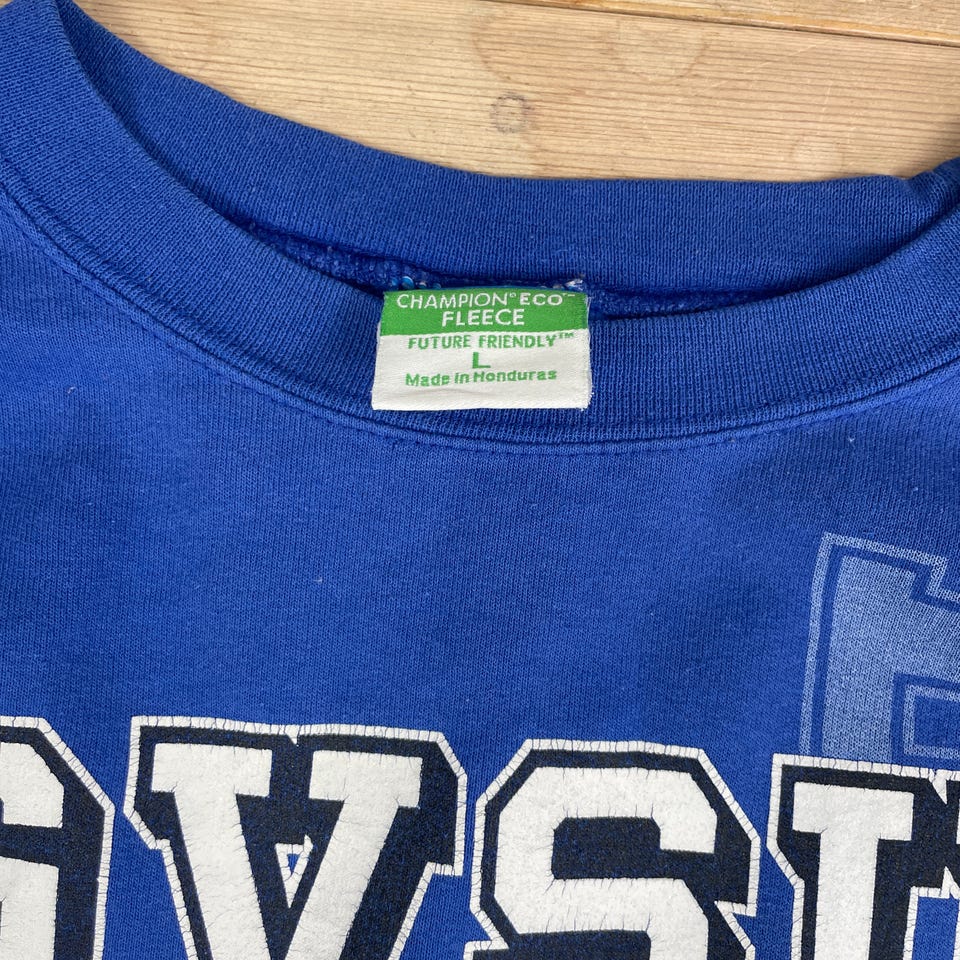 CHAMPION® ECO™
FLEECE
FUTURE FRIENDLY™
L
Made in Honduras
GVSU